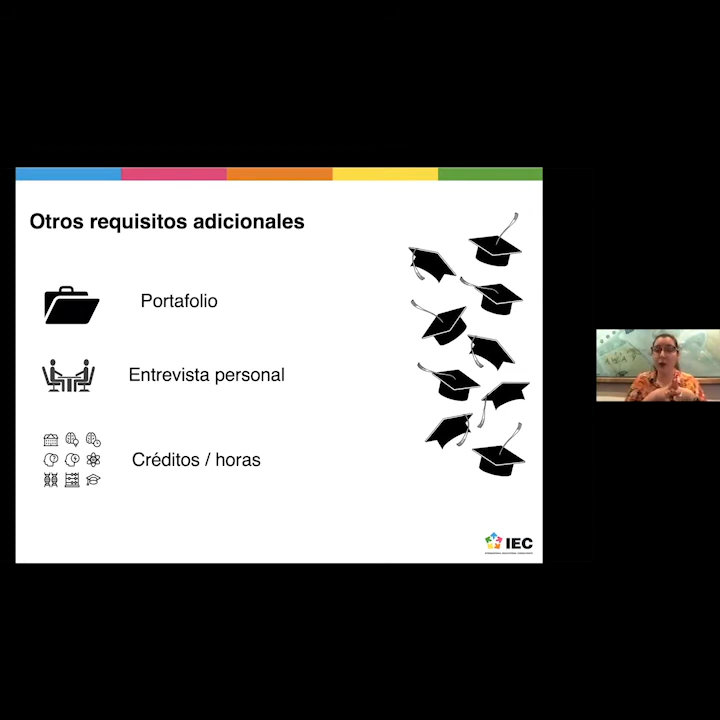 Otros requisitos adicionales
Portafolio
Entrevista personal
Créditos / horas
IEC